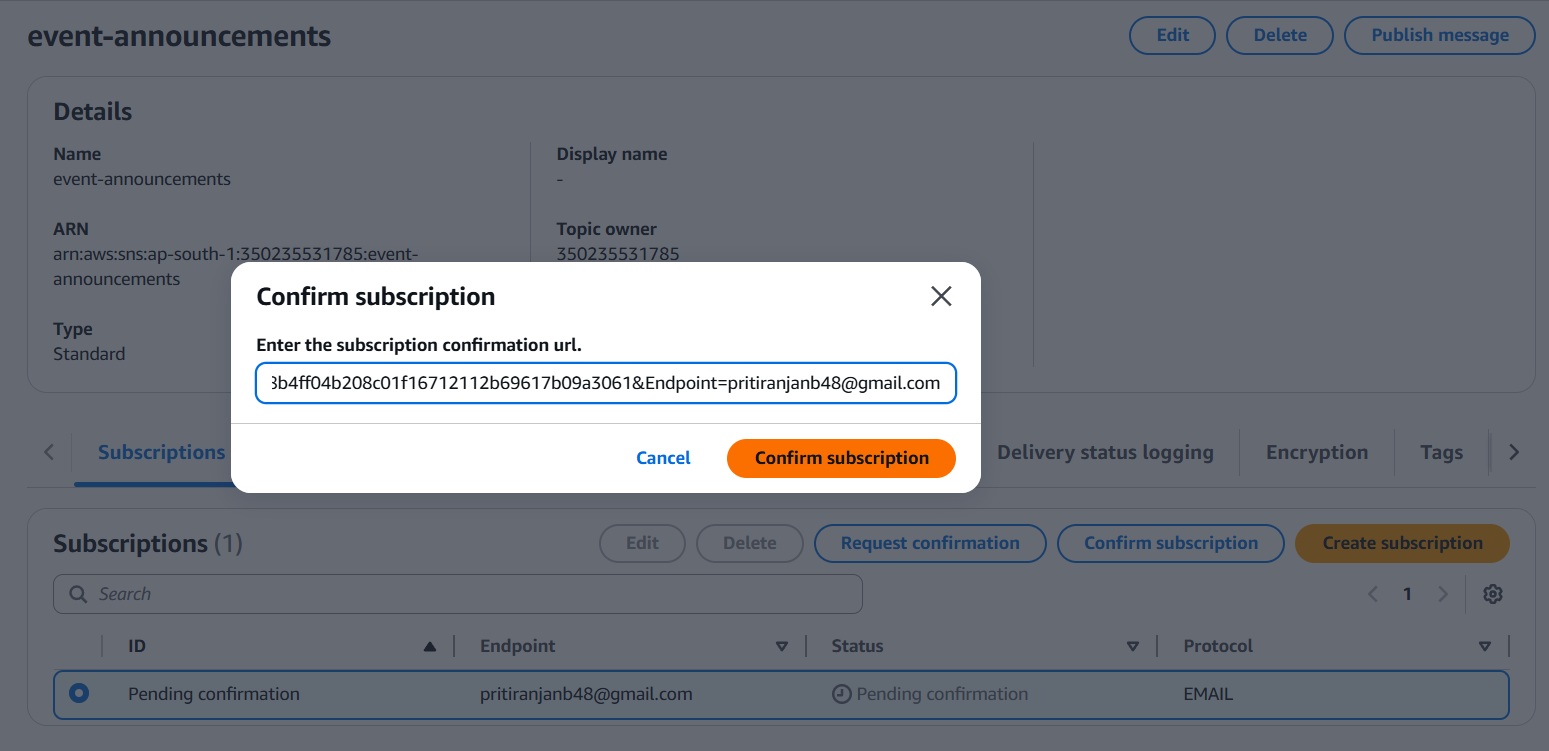 event-announcements
Edit
Delete
Publish message
Details
Name
event-announcements
Display name
-
ARN
arn:aws:sns:ap-south-1:350235531785:event-
announcements
Topic owner
350235531785
Type
Standard
Confirm subscription
Enter the subscription confirmation url.
3b4ff04b208c01f16712112b69617b09a3061&Endpoint=pritiranjanb48@gmail.com
Cancel
Confirm subscription
Subscriptions
Delivery status logging
Encryption
Tags
Subscriptions (1)
Edit
Delete
Request confirmation
Confirm subscription
Create subscription
Search
1
ID
Endpoint
Status
Protocol
Pending confirmation
pritiranjanb48@gmail.com
Pending confirmation
EMAIL